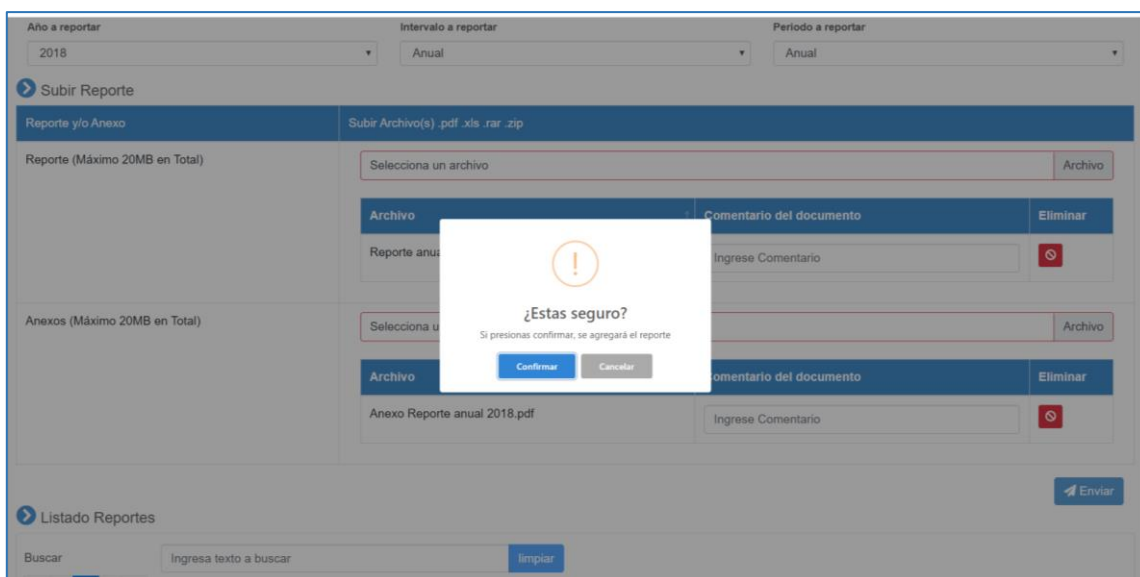 Año a reportar Intervalo a reportar Periodo a reportar
2018 Anual Anual
Subir Reporte
Reporte y/o Anexo Subir Archivo(s) .pdf .xls .rar .zip
Reporte (Máximo 20MB en Total) Selecciona un archivo Archivo
Archivo Comentario del documento Eliminar
Reporte Ingrese Comentario
¿Estas seguro?
Si presionas confirmar, se agregará el reporte
Confirmar Cancelar
Anexos (Máximo 20MB en Total) Selecciona Archivo
Archivo Comentario del documento Eliminar
Anexo Reporte anual 2018.pdf Ingrese Comentario
Enviar
Listado Reportes
Buscar Ingresa texto a buscar limpiar